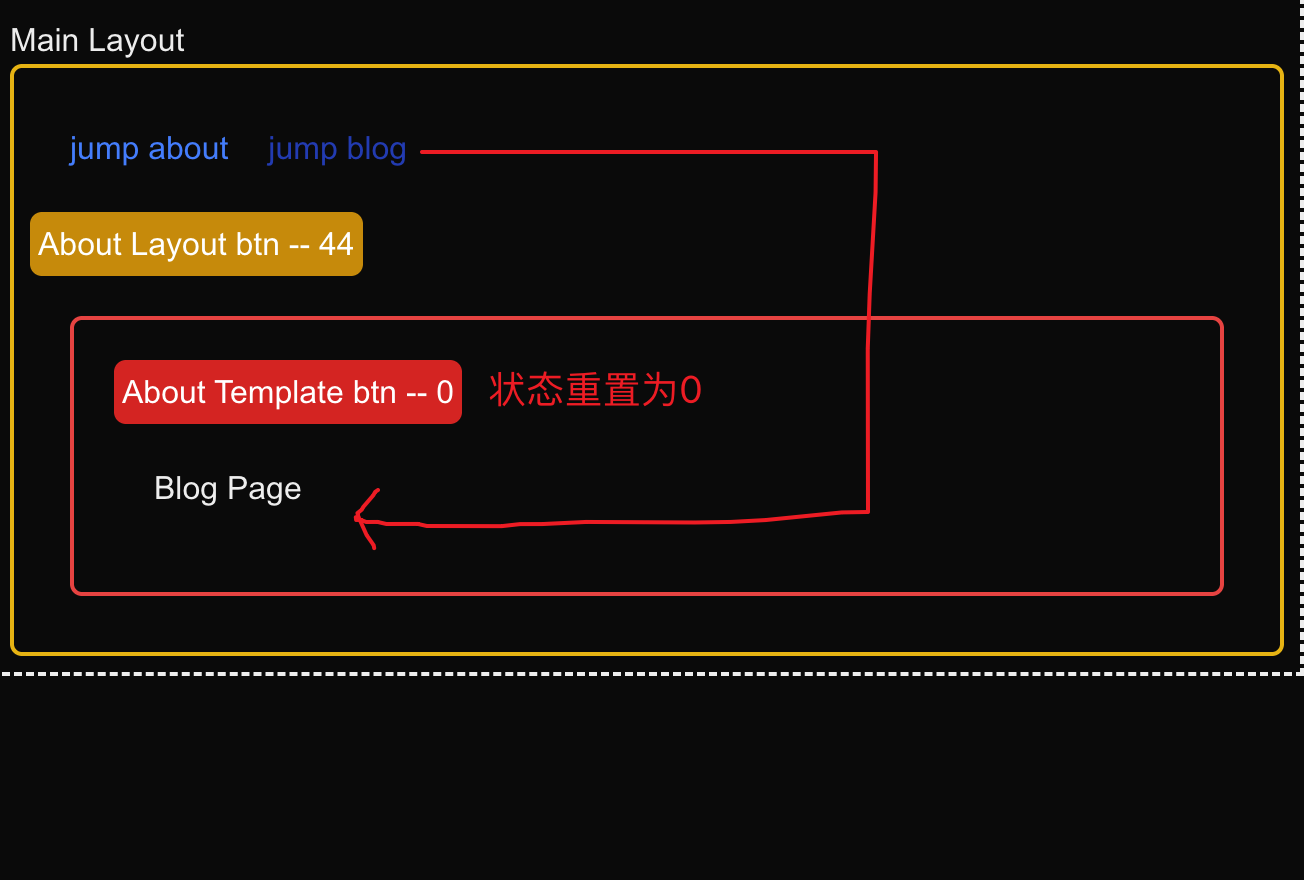 Main Layout
jump about jump blog
About Layout btn -- 44
About Template btn -- 0 状态重置为0
Blog Page